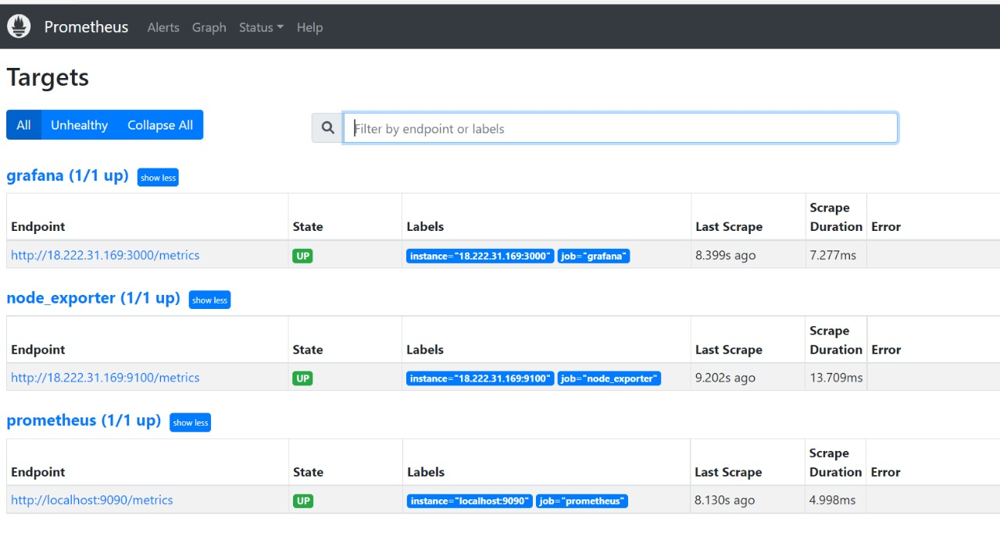 Prometheus Alerts Graph Status Help
Targets
All Unhealthy Collapse All
Filter by endpoint or labels
grafana (1/1 up) show less
Endpoint State Labels Last Scrape Scrape Duration Error
http://18.222.31.169:3000/metrics UP instance="18.222.31.169:3000" job="grafana" 8.399s ago 7.277ms
node_exporter (1/1 up) show less
Endpoint State Labels Last Scrape Scrape Duration Error
http://18.222.31.169:9100/metrics UP instance="18.222.31.169:9100" job="node_exporter" 9.202s ago 13.709ms
prometheus (1/1 up) show less
Endpoint State Labels Last Scrape Scrape Duration Error
http://localhost:9090/metrics UP instance="localhost:9090" job="prometheus" 8.130s ago 4.998ms